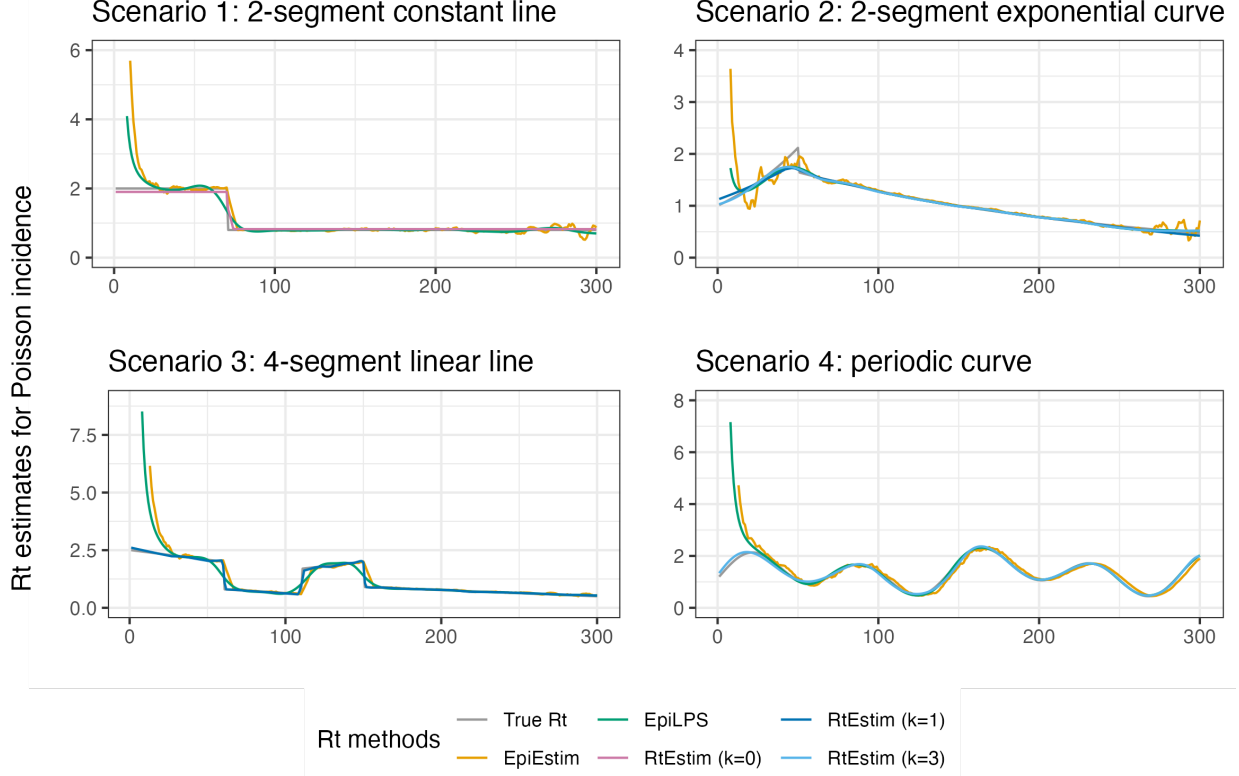 Scenario 1: 2-segment constant line
Scenario 2: 2-segment exponential curve
Rt estimates for Poisson incidence
6
4
2
0
0 100 200 300
4
3
2
1
0
0 100 200 300
Scenario 3: 4-segment linear line
Scenario 4: periodic curve
7.5
5.0
2.5
0.0
0 100 200 300
8
6
4
2
0
0 100 200 300
Rt methods
True Rt EpiLPS RtEstim (k=1)
EpiEstim RtEstim (k=0) RtEstim (k=3)